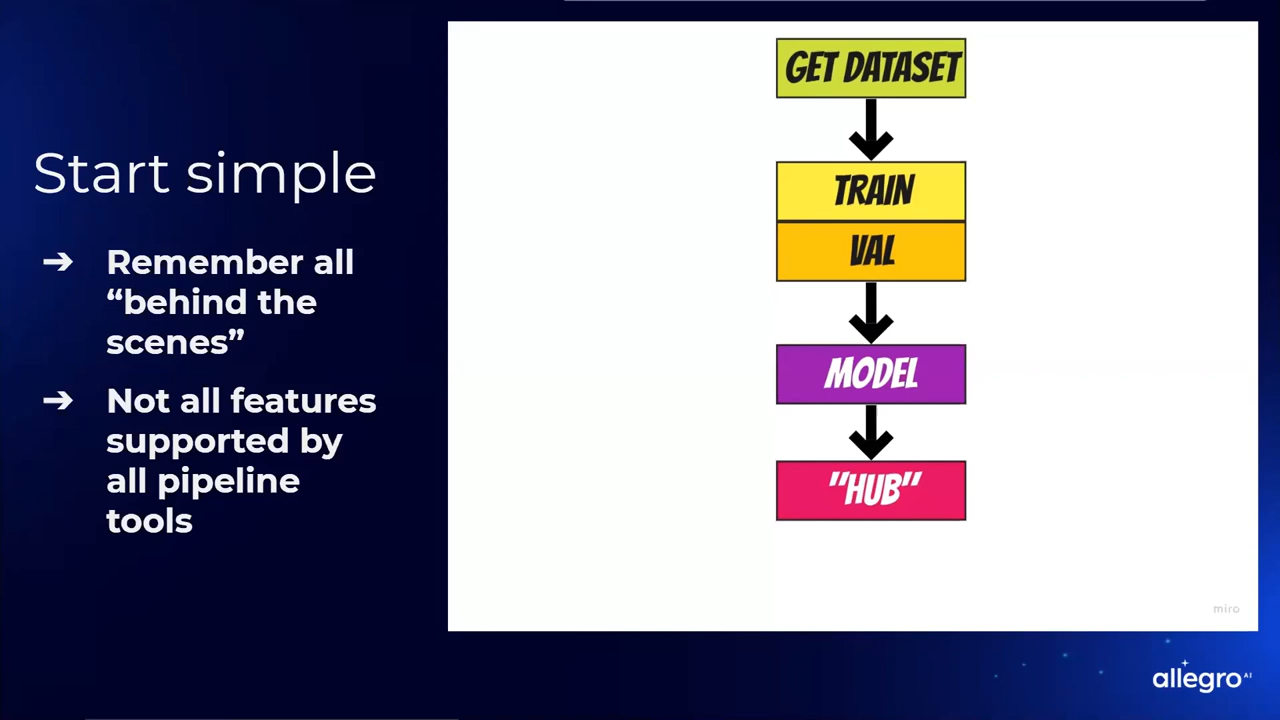 Start simple
➔ Remember all
“behind the
scenes”
➔ Not all features
supported by
all pipeline
tools
GET DATASET
TRAIN
VAL
MODEL
"HUB"
miro
allegro AI